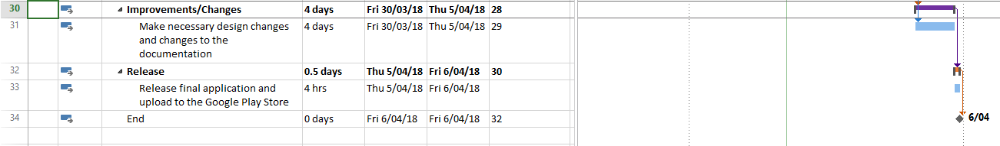 30 Improvements/Changes 4 days Fri 30/03/18 Thu 5/04/18 28
31 Make necessary design changes 4 days Fri 30/03/18 Thu 5/04/18 29
and changes to the
documentation
32 Release 0.5 days Thu 5/04/18 Fri 6/04/18 30
33 Release final application and 4 hrs Thu 5/04/18 Fri 6/04/18
upload to the Google Play Store
34 End 0 days Fri 6/04/18 Fri 6/04/18 32 6/04